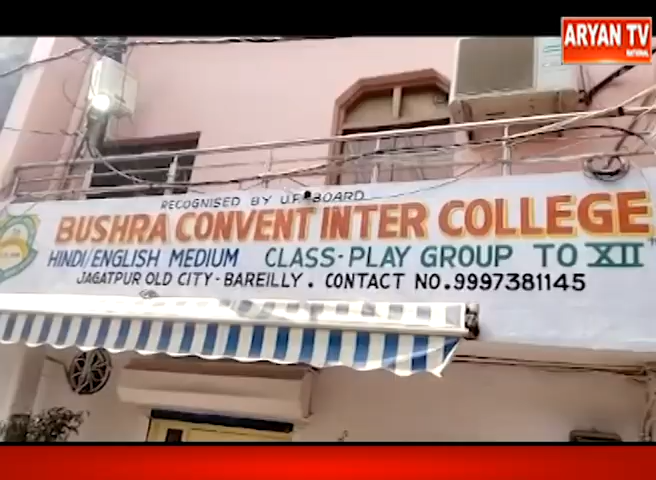 ARYAN TV
NATIONAL
RECOGNISED BY U.P. BOARD
BUSHRA CONVENT INTER COLLEGE
HINDI/ENGLISH MEDIUM CLASS-PLAY GROUP TO XII
JAGATPUR OLD CITY-BAREILLY. CONTACT NO.9997381145